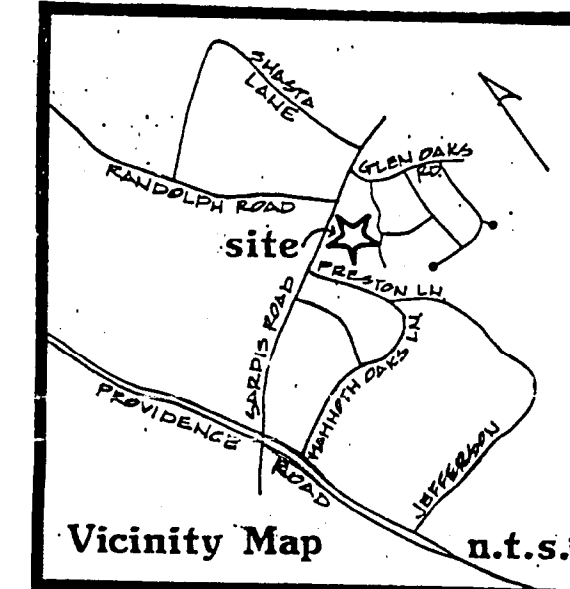 SHASTA
LANE
GLEN OAKS
RD.
RANDOLPH ROAD
site
PRESTON LN.
SARDIS ROAD
MAMMOTH OAKS LN.
PROVIDENCE
ROAD
JEFFERSON
Vicinity Map
n.t.s.